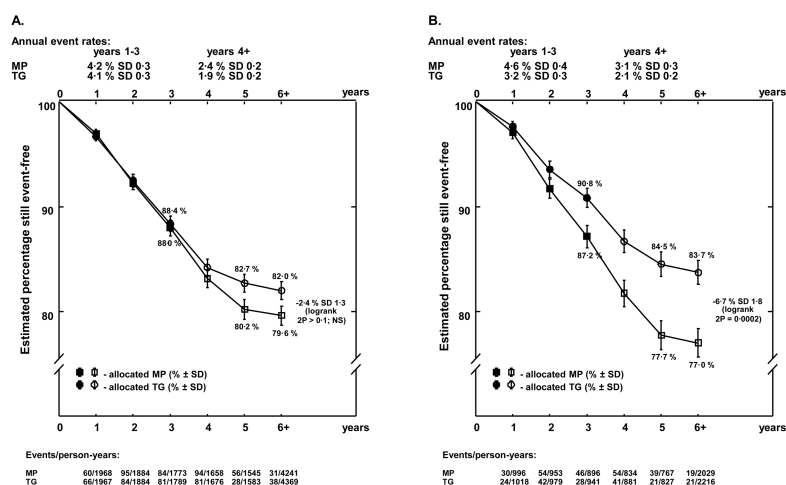 A.
Annual event rates:
years 1-3 years 4+
MP 4·2 % SD 0·3 2·4 % SD 0·2
TG 4·1 % SD 0·3 1·9 % SD 0·2
0 1 2 3 4 5 6+ years
100
90
80
Estimated percentage still event-free
88·4 %
88·0 %
82·7 %
82·0 %
80·2 %
79·6 %
-2·4 % SD 1·3
(logrank
2P > 0·1; NS)
- allocated MP (% ± SD)
- allocated TG (% ± SD)
0 1 2 3 4 5 6+ years
Events/person-years:
MP 60/1968 95/1884 84/1773 94/1658 56/1545 31/4241
TG 66/1967 84/1884 81/1789 81/1676 28/1583 38/4369
B.
Annual event rates:
years 1-3 years 4+
MP 4·6 % SD 0·4 3·1 % SD 0·3
TG 3·2 % SD 0·3 2·1 % SD 0·2
0 1 2 3 4 5 6+ years
100
90
80
Estimated percentage still event-free
90·8 %
87·2 %
84·5 %
83·7 %
77·7 %
77·0 %
-6·7 % SD 1·8
(logrank
2P = 0·0002)
- allocated MP (% ± SD)
- allocated TG (% ± SD)
0 1 2 3 4 5 6+ years
Events/person-years:
MP 30/996 54/953 46/896 54/834 39/767 19/2029
TG 24/1018 42/979 28/941 41/881 21/827 21/2216